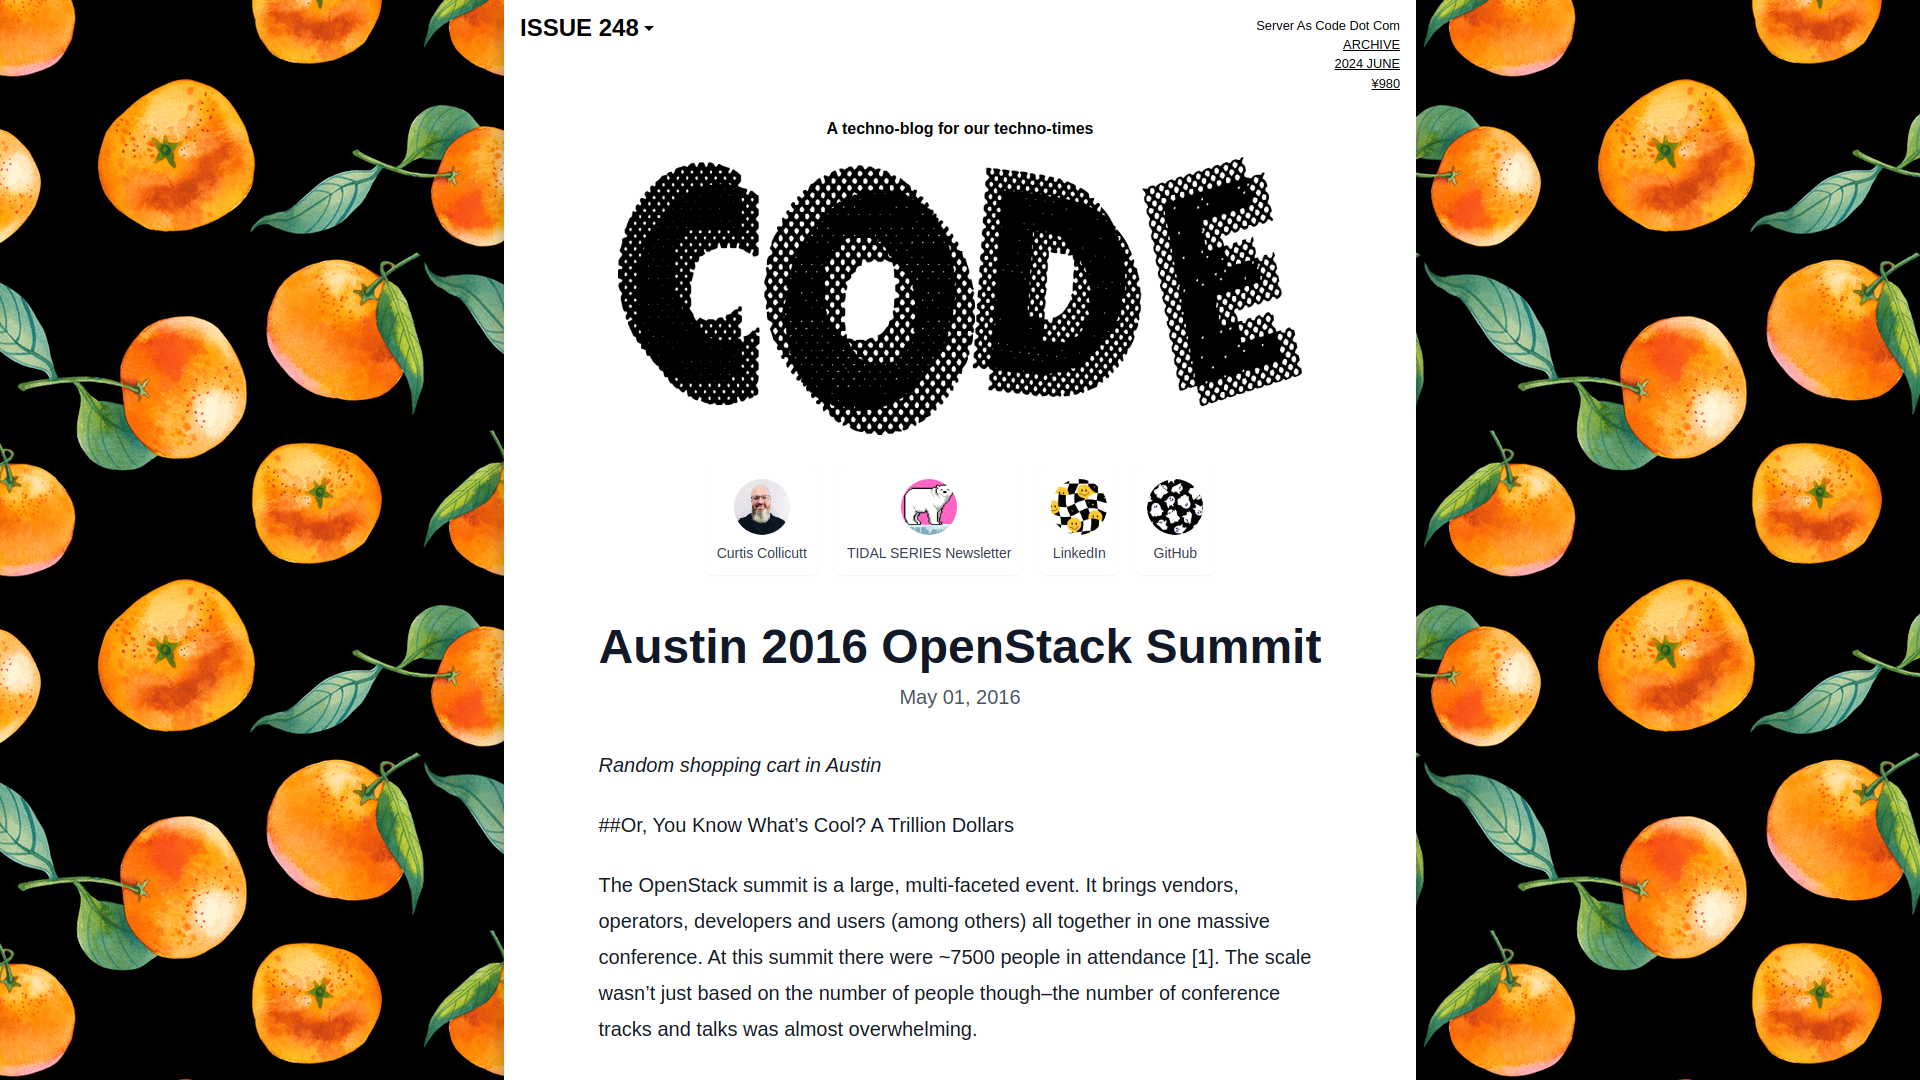 ISSUE 248
Server As Code Dot Com
ARCHIVE
2024 JUNE
¥980
A techno-blog for our techno-times
CODE
Curtis Collicutt
TIDAL SERIES Newsletter
LinkedIn
GitHub
Austin 2016 OpenStack Summit
May 01, 2016
Random shopping cart in Austin
##Or, You Know What’s Cool? A Trillion Dollars
The OpenStack summit is a large, multi-faceted event. It brings vendors,
operators, developers and users (among others) all together in one massive
conference. At this summit there were ~7500 people in attendance [1]. The scale
wasn’t just based on the number of people though–the number of conference
tracks and talks was almost overwhelming.